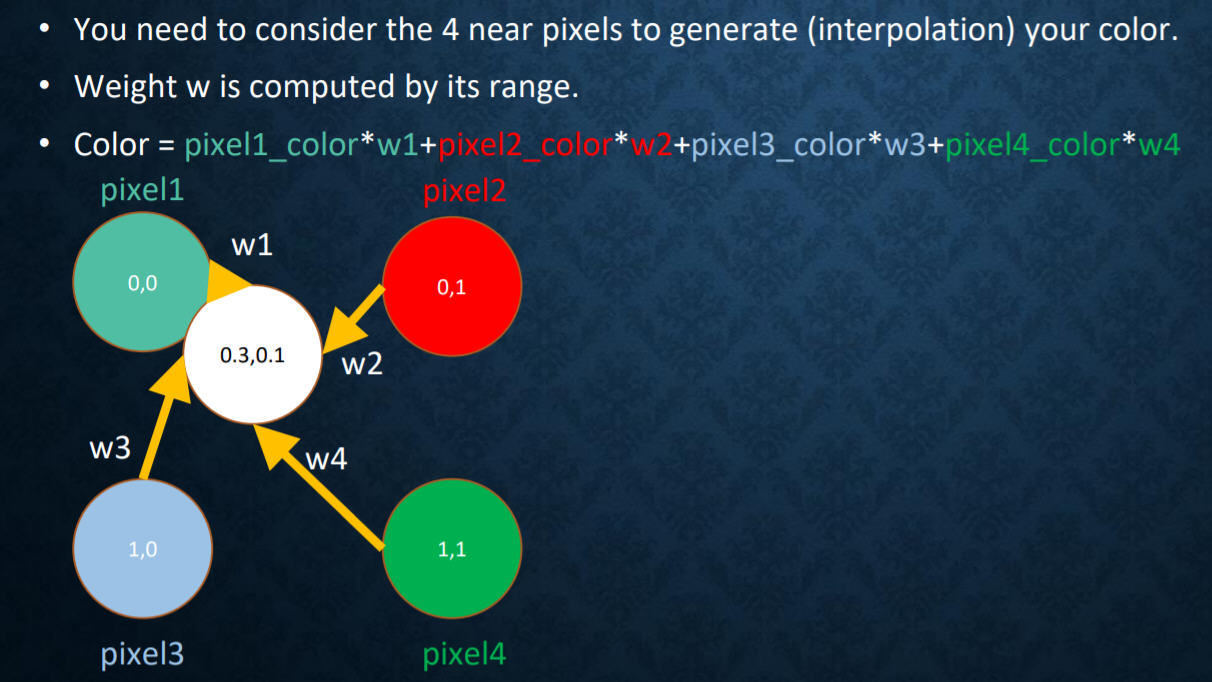 • You need to consider the 4 near pixels to generate (interpolation) your color.
• Weight w is computed by its range.
• Color = pixel1_color*w1+pixel2_color*w2+pixel3_color*w3+pixel4_color*w4
pixel1 pixel2
w1
0,0 0,1
0.3,0.1
w2
w3
w4
1,0 1,1
pixel3 pixel4